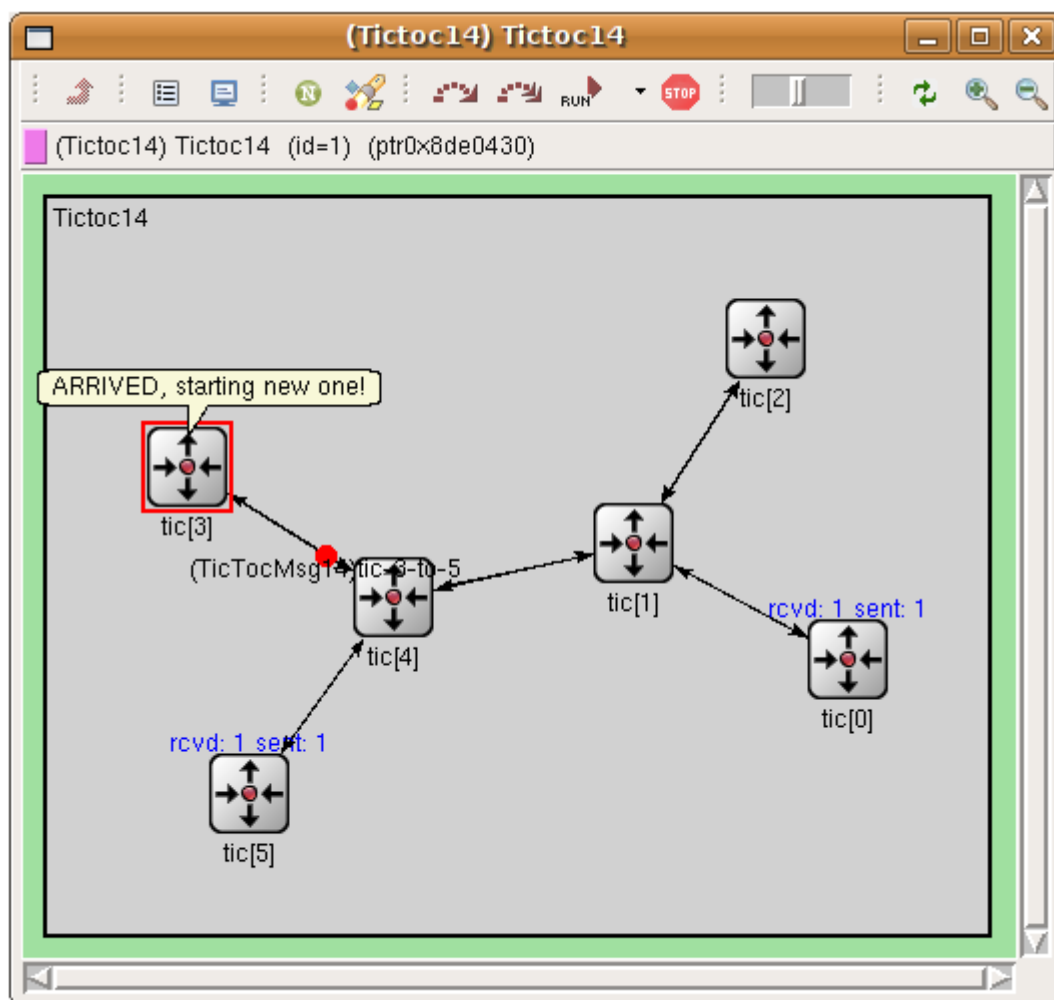 (Tictoc14) Tictoc14
N
RUN
STOP
(Tictoc14) Tictoc14 (id=1) (ptr0x8de0430)
Tictoc14
tic[2]
ARRIVED, starting new one!
tic[3]
(TicTocMsg14)tic-3-to-5
tic[1]
rcvd: 1 sent: 1
tic[4]
tic[0]
rcvd: 1 sent: 1
tic[5]